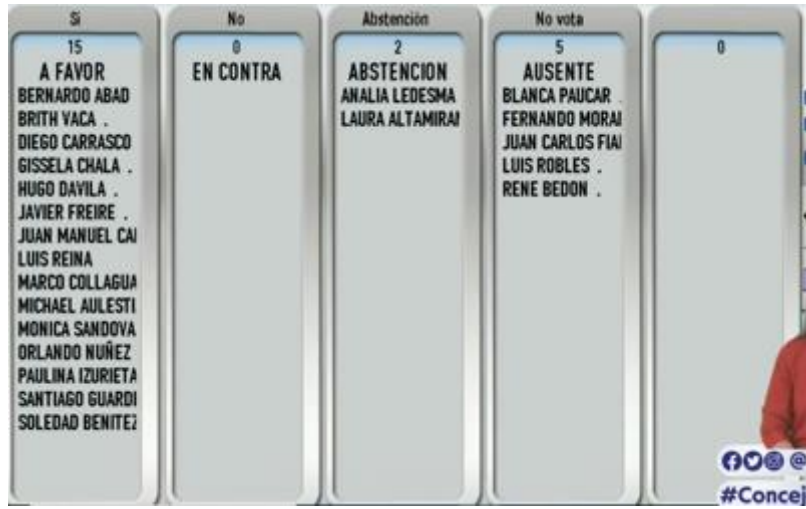 Si
15
A FAVOR
BERNARDO ABAD
BRITH VACA .
DIEGO CARRASCO
GISSELA CHALA .
HUGO DAVILA .
JAVIER FREIRE .
JUAN MANUEL CAI
LUIS REINA
MARCO COLLAGUA
MICHAEL AULESTI
MONICA SANDOVA
ORLANDO NUÑEZ
PAULINA IZURIETA
SANTIAGO GUARDI
SOLEDAD BENITEZ
No
0
EN CONTRA
Abstención
2
ABSTENCION
ANALIA LEDESMA
LAURA ALTAMIRAN
No vota
5
AUSENTE
BLANCA PAUCAR .
FERNANDO MORAI
JUAN CARLOS FIAI
LUIS ROBLES .
RENE BEDON .
0
@
#Concej